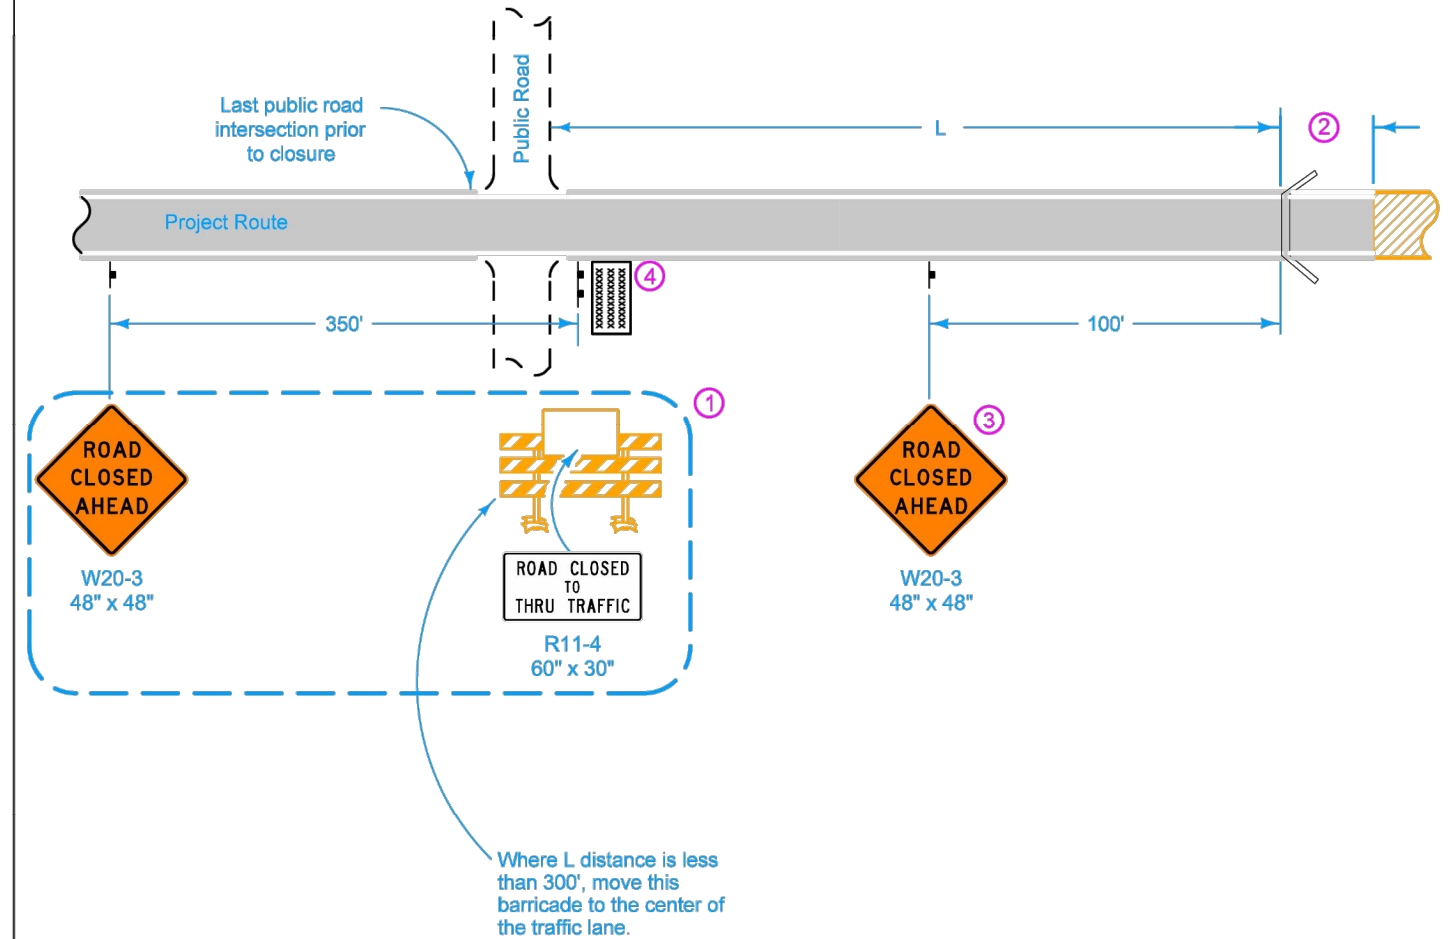 Public Road
Last public road
intersection prior
to closure
L
2
Project Route
4
350'
100'
1
3
ROAD
CLOSED
AHEAD
W20-3
48" x 48"
ROAD CLOSED
TO
THRU TRAFFIC
R11-4
60" x 30"
ROAD
CLOSED
AHEAD
W20-3
48" x 48"
Where L distance is less
than 300', move this
barricade to the center of
the traffic lane.